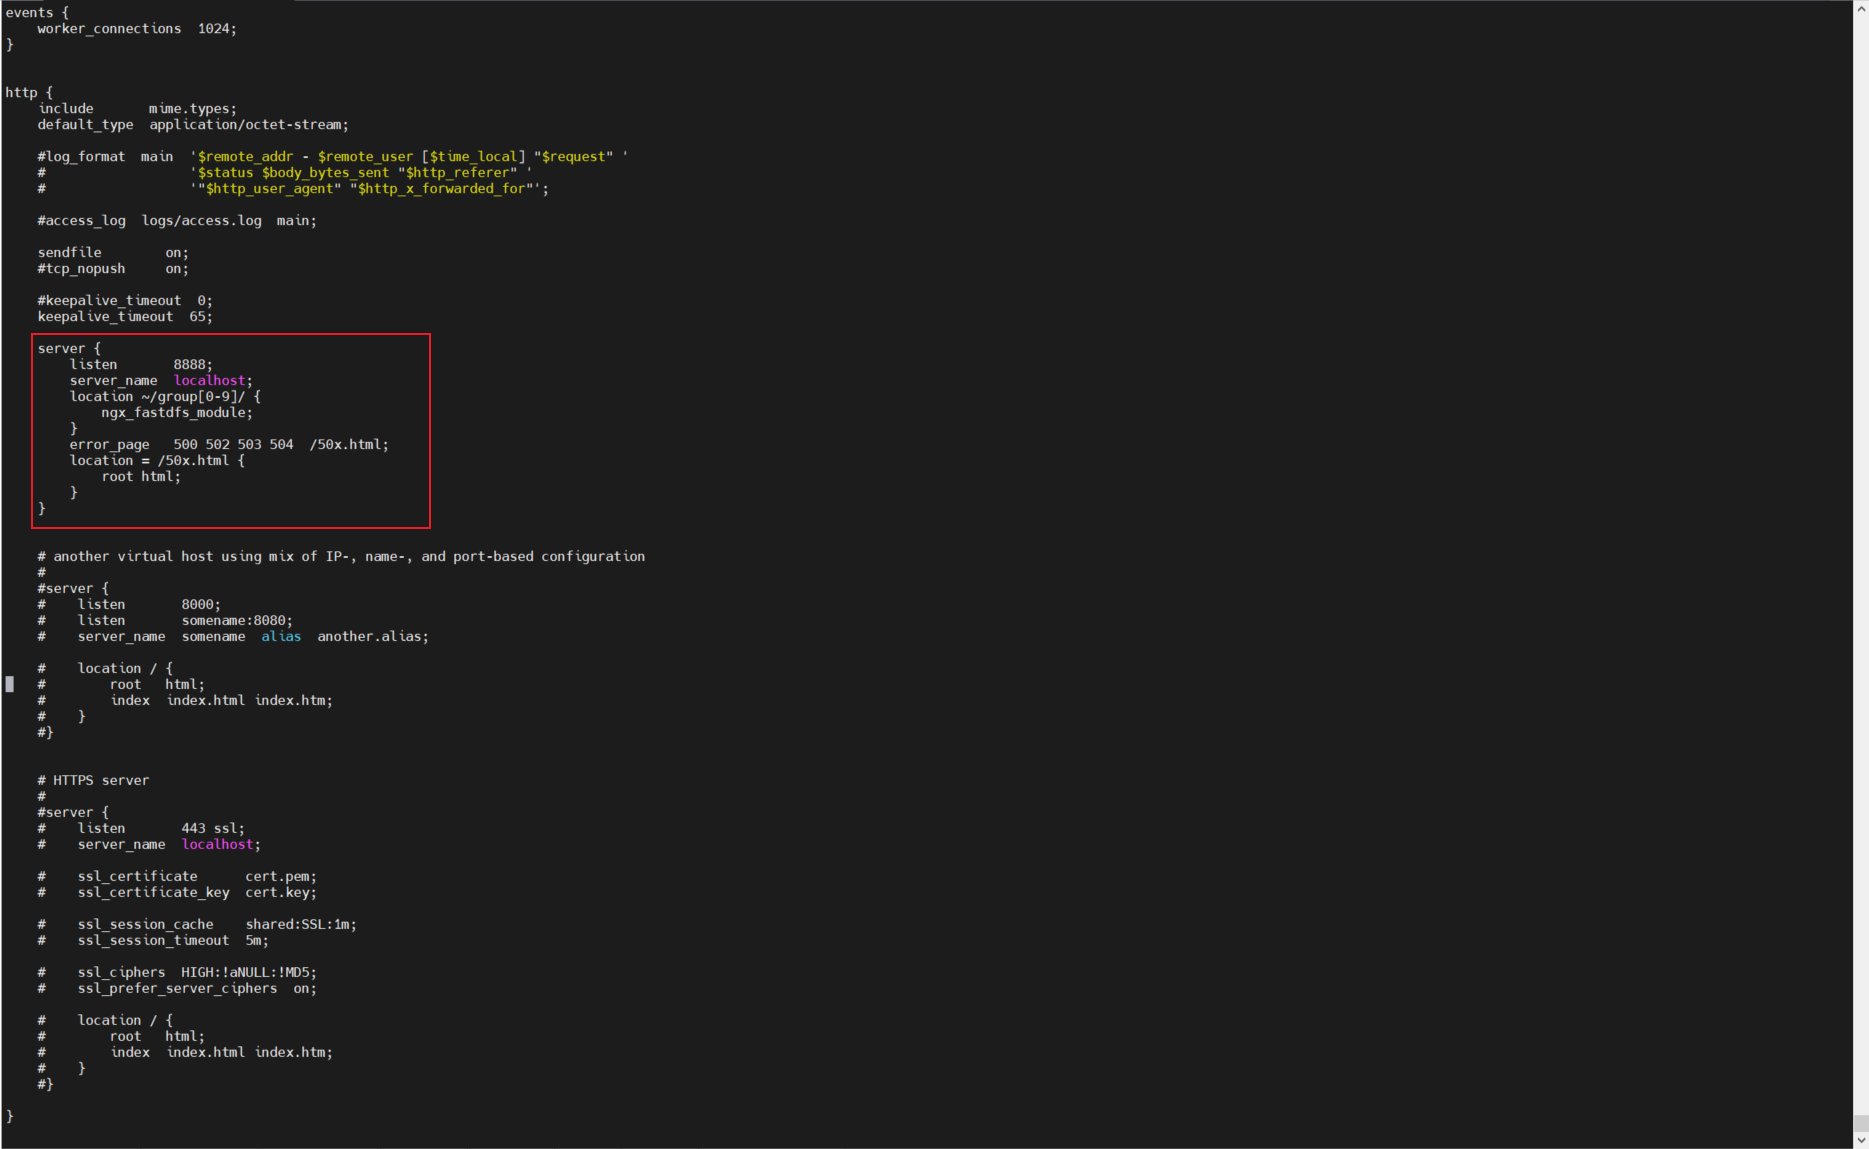 events {
    worker_connections  1024;
}
http {
    include       mime.types;
    default_type  application/octet-stream;
    #log_format  main  '$remote_addr - $remote_user [$time_local] "$request" '
    #                  '$status $body_bytes_sent "$http_referer" '
    #                  '"$http_user_agent" "$http_x_forwarded_for"';
    #access_log  logs/access.log  main;
    sendfile        on;
    #tcp_nopush     on;
    #keepalive_timeout  0;
    keepalive_timeout  65;
    server {
        listen       8888;
        server_name  localhost;
        location ~/group[0-9]/ {
            ngx_fastdfs_module;
        }
        error_page   500 502 503 504  /50x.html;
        location = /50x.html {
            root html;
        }
    }
    # another virtual host using mix of IP-, name-, and port-based configuration
    #
    #server {
    #    listen       8000;
    #    listen       somename:8080;
    #    server_name  somename  alias  another.alias;
    #    location / {
    #        root   html;
    #        index  index.html index.htm;
    #    }
    #}
    # HTTPS server
    #
    #server {
    #    listen       443 ssl;
    #    server_name  localhost;
    #    ssl_certificate      cert.pem;
    #    ssl_certificate_key  cert.key;
    #    ssl_session_cache    shared:SSL:1m;
    #    ssl_session_timeout  5m;
    #    ssl_ciphers  HIGH:!aNULL:!MD5;
    #    ssl_prefer_server_ciphers  on;
    #    location / {
    #        root   html;
    #        index  index.html index.htm;
    #    }
    #}
}